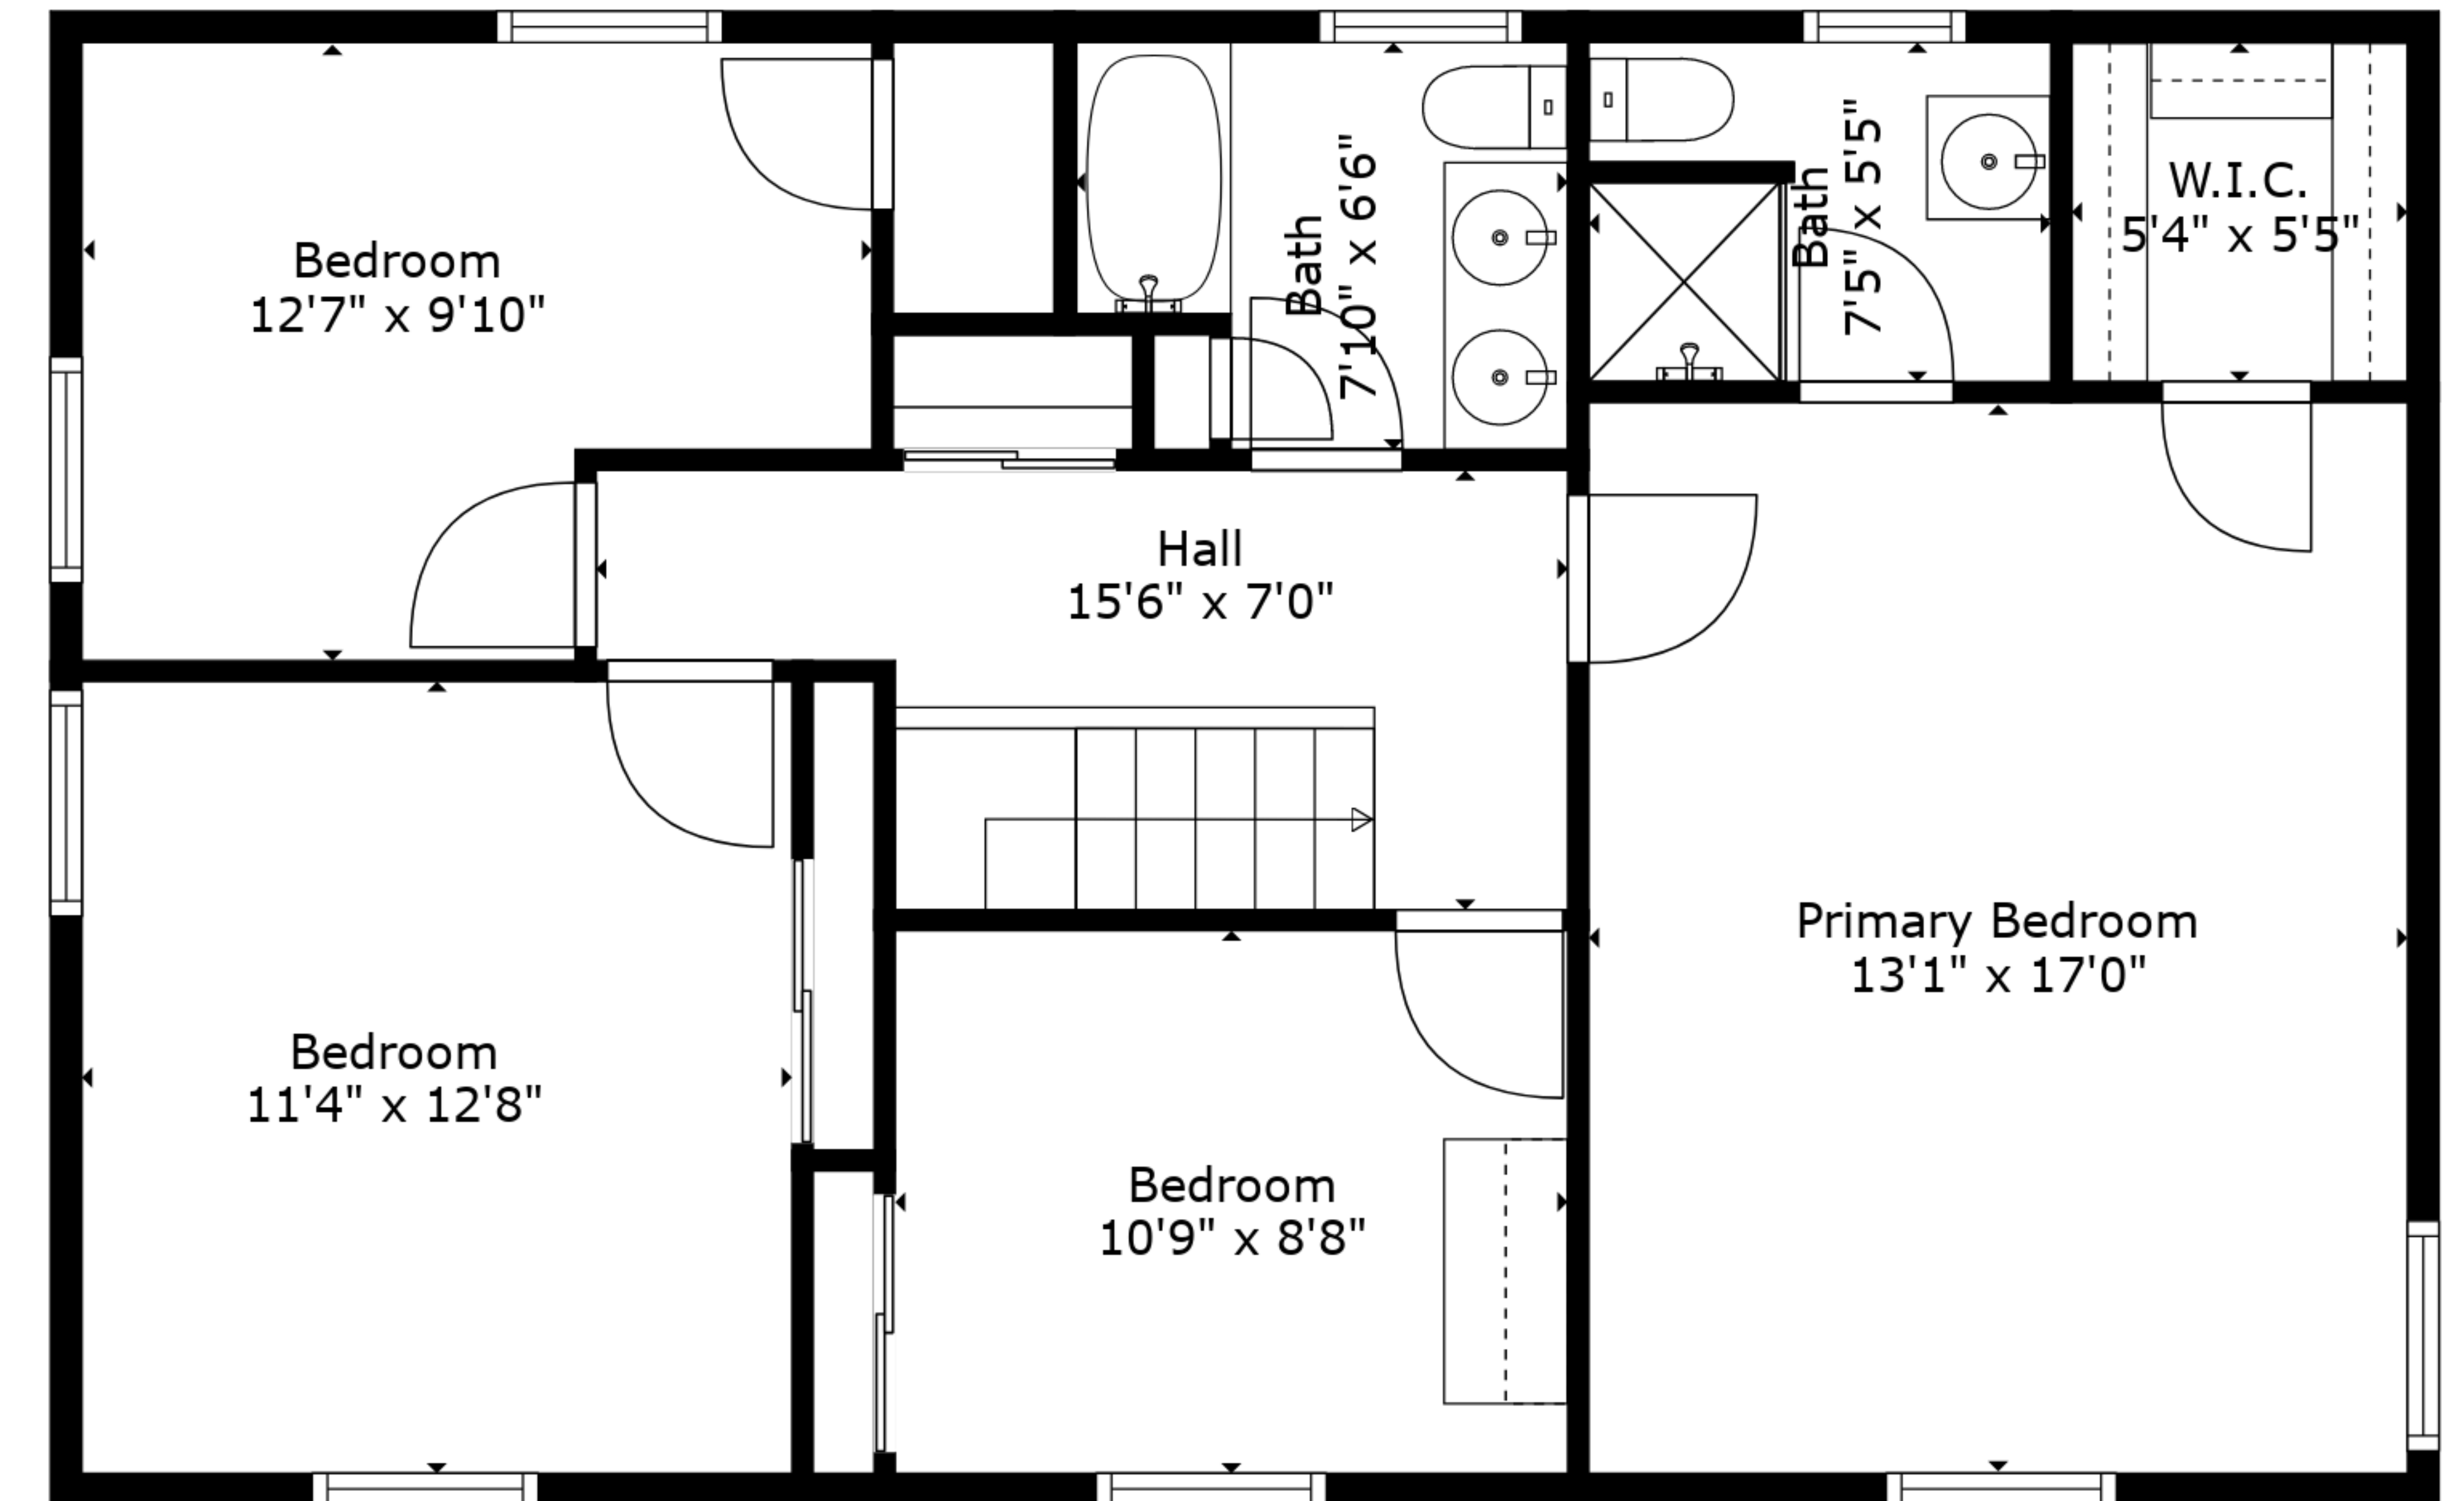 Bedroom
12'7" x 9'10"
Bath
7'10" x 6'6"
Bath
7'5" x 5'5"
W.I.C.
5'4" x 5'5"
Hall
15'6" x 7'0"
Primary Bedroom
13'1" x 17'0"
Bedroom
11'4" x 12'8"
Bedroom
10'9" x 8'8"